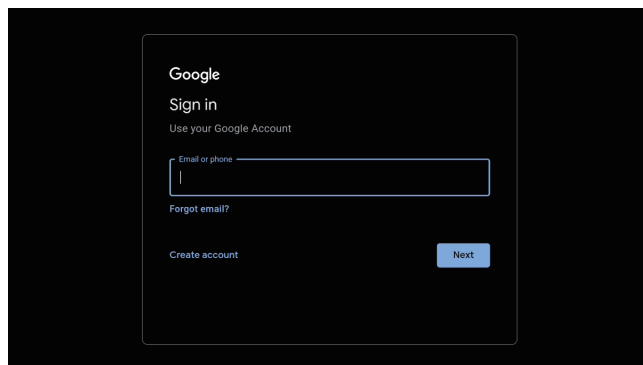 Google
Sign in
Use your Google Account
Email or phone
Forgot email?
Create account
Next